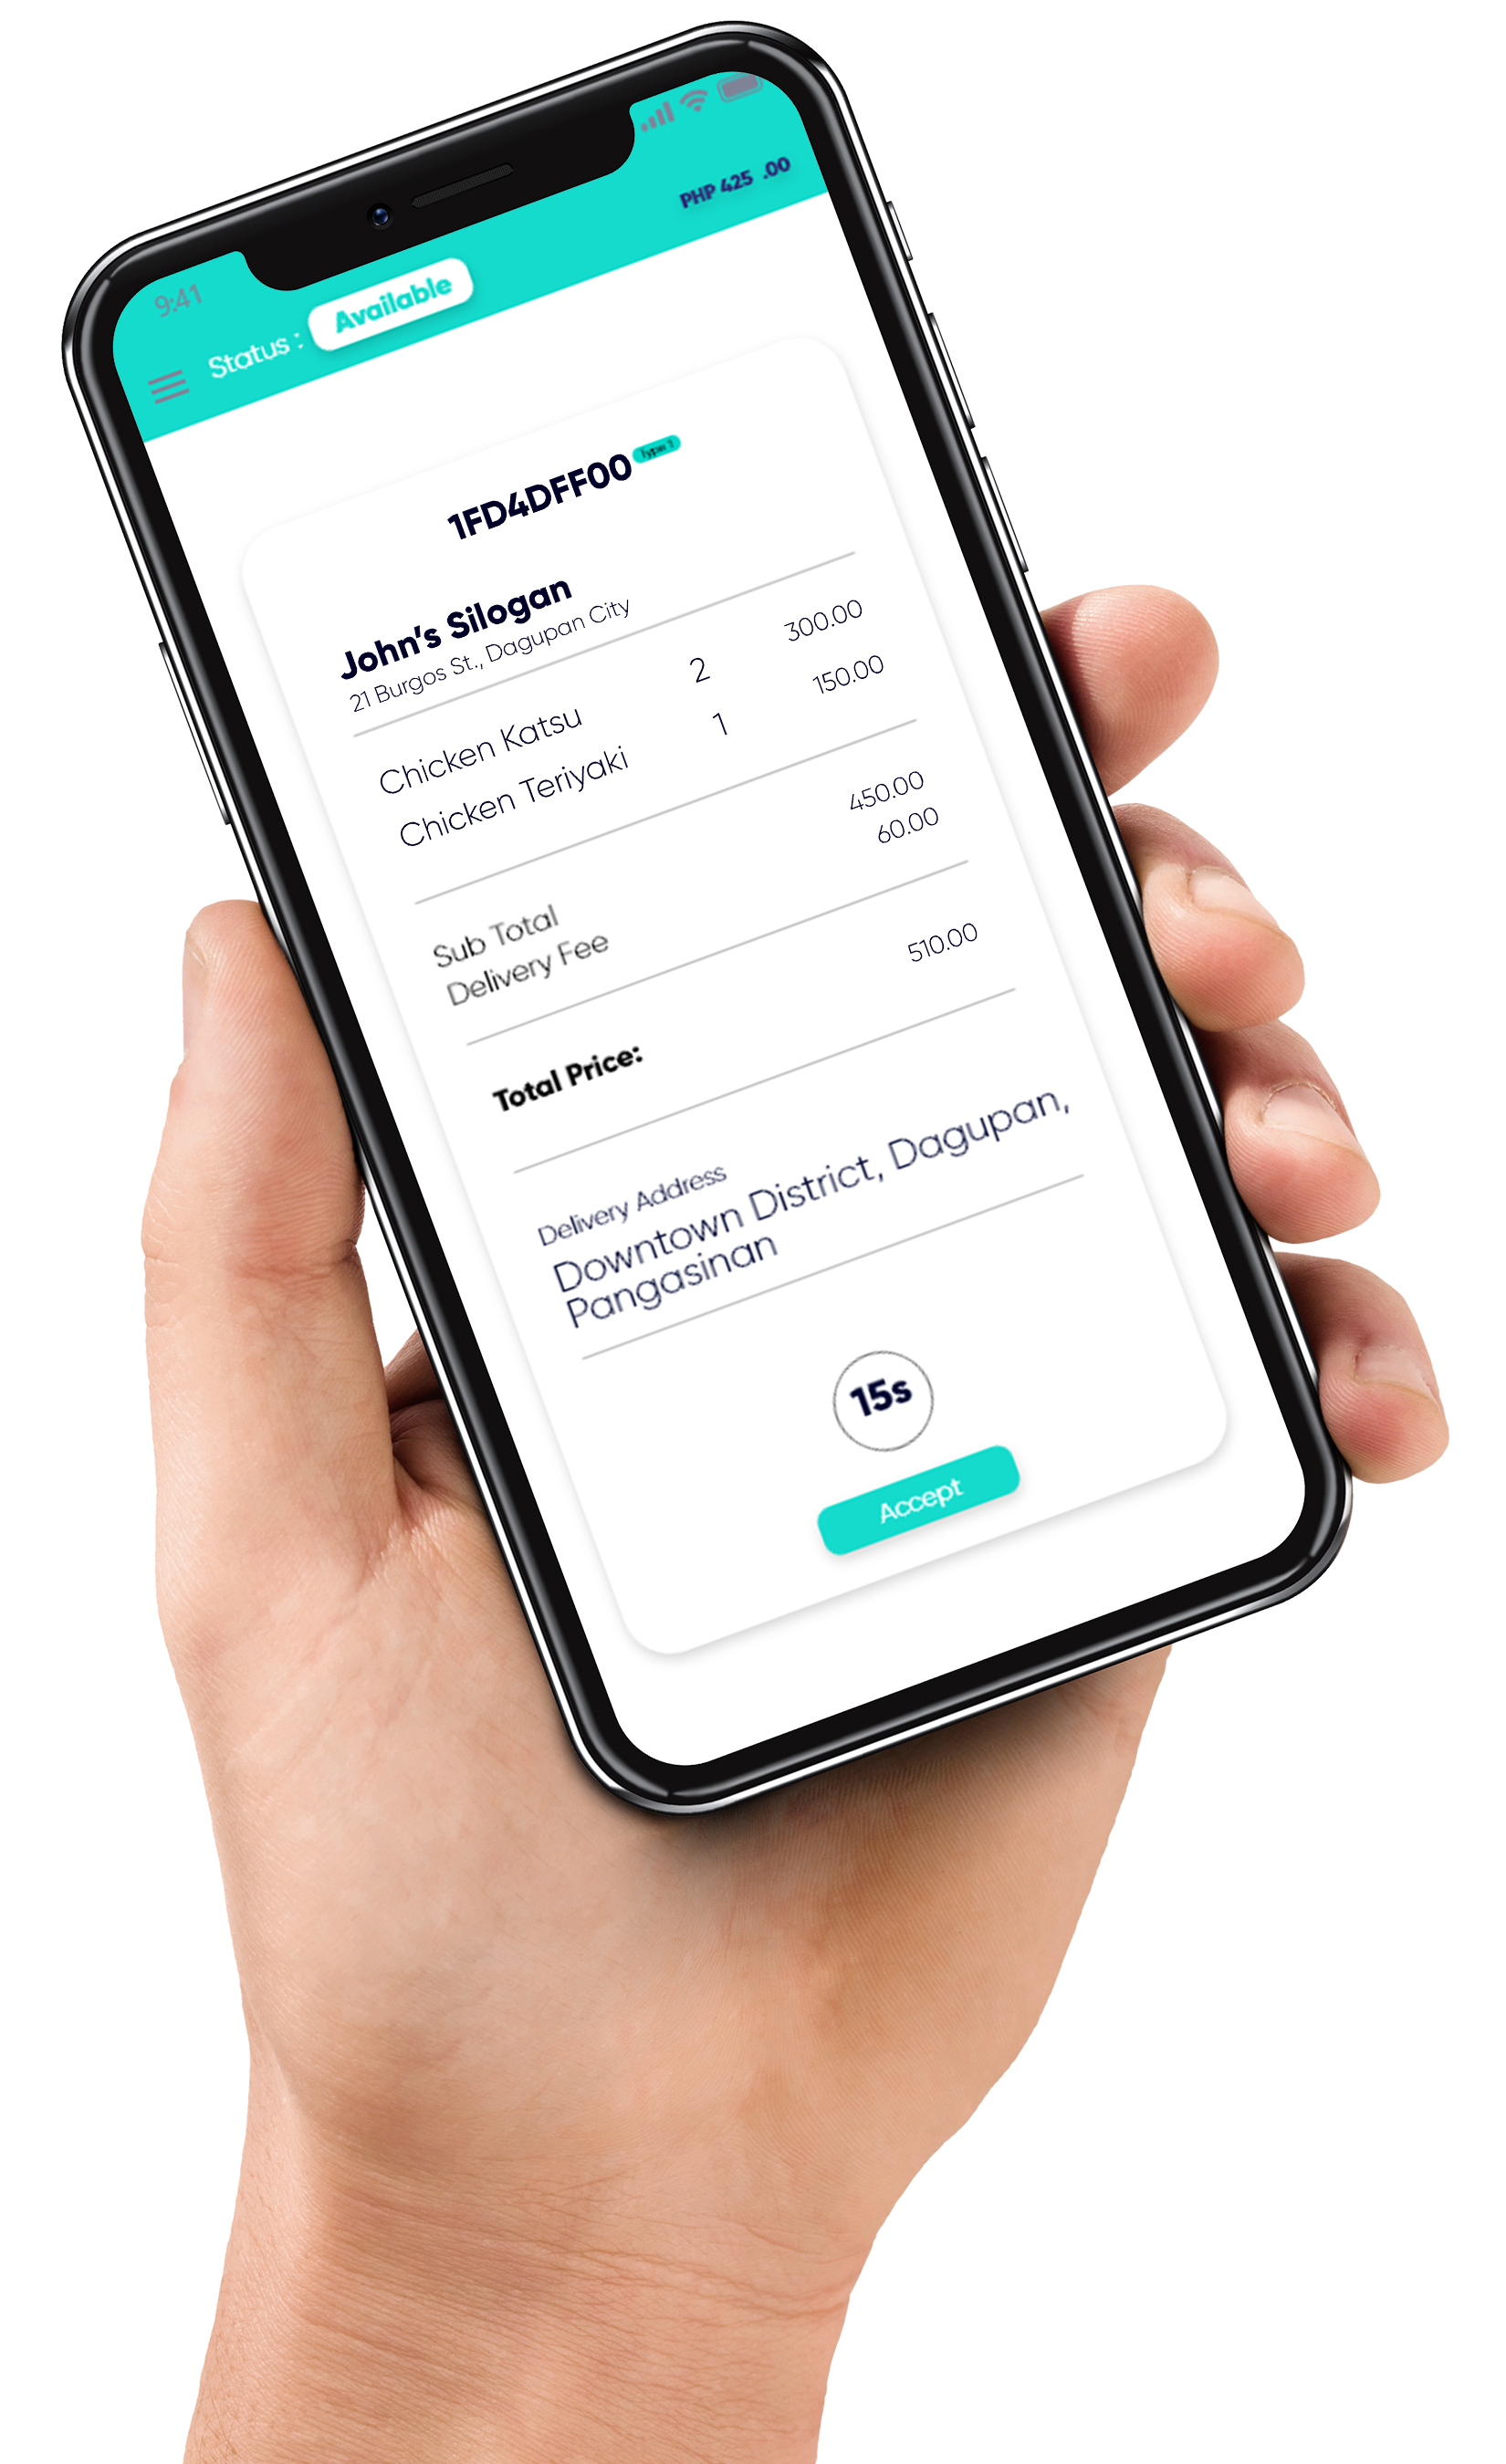 9:41
Status : Available
PHP 425 .00
1FD4DFF00 Type 1
John's Silogan
21 Burgos St., Dagupan City
Chicken Katsu 2 300.00
Chicken Teriyaki 1 150.00
Sub Total 450.00
Delivery Fee 60.00
Total Price: 510.00
Delivery Address
Downtown District, Dagupan,
Pangasinan
15s
Accept